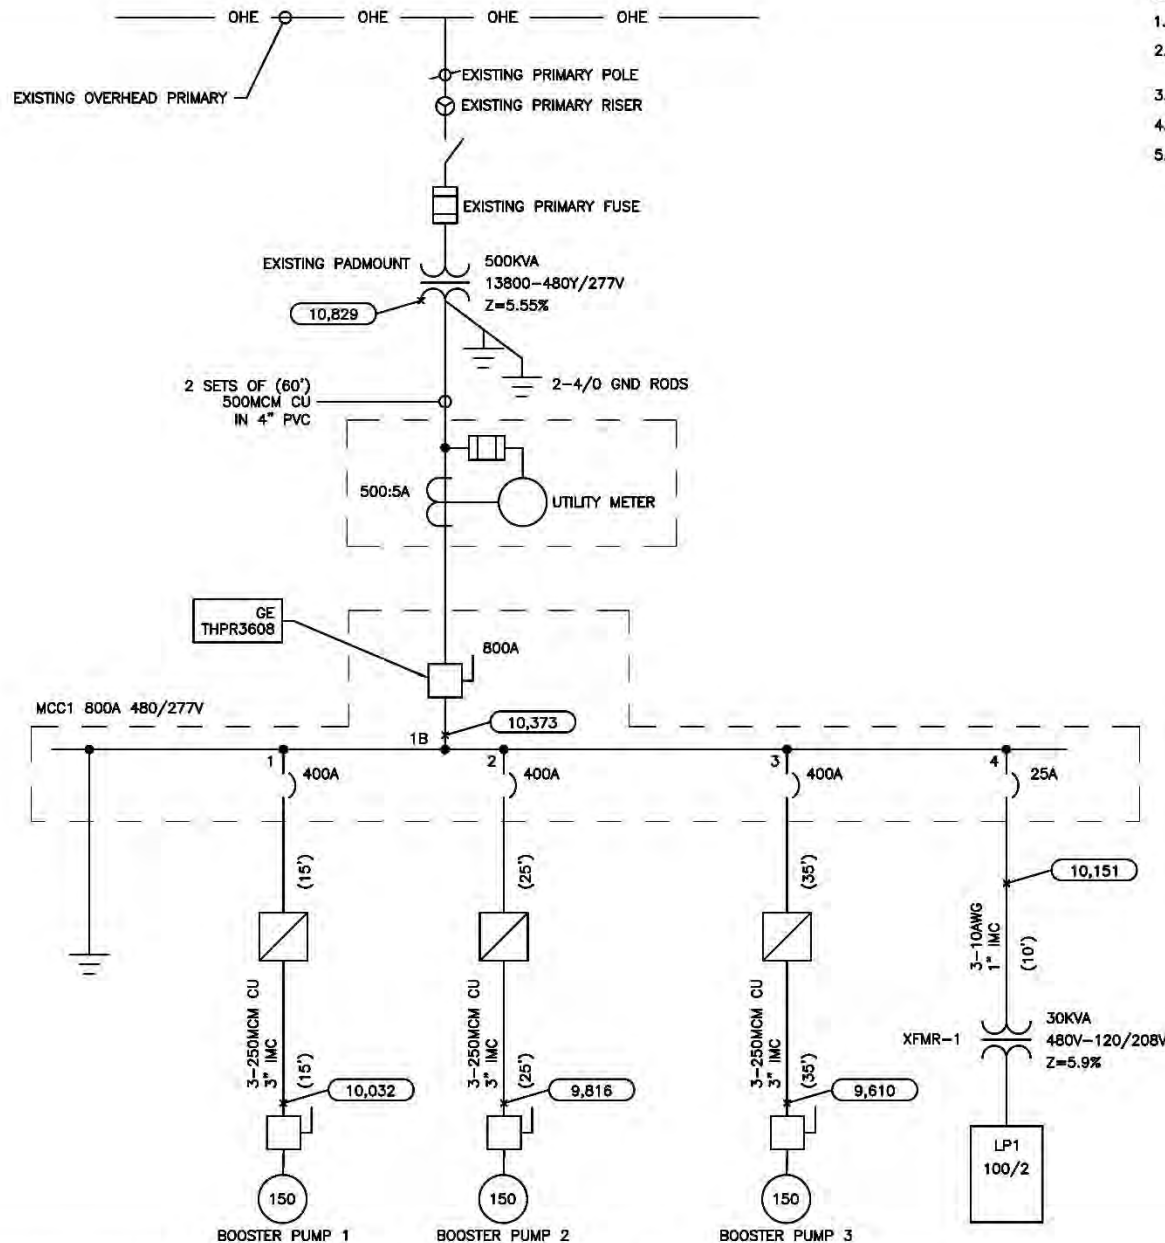 OHE OHE OHE OHE
1.
2.
3.
4.
5.
EXISTING OVERHEAD PRIMARY
EXISTING PRIMARY POLE
EXISTING PRIMARY RISER
EXISTING PRIMARY FUSE
EXISTING PADMOUNT
500KVA
13800-480Y/277V
Z=5.55%
10,829
2-4/0 GND RODS
2 SETS OF (60')
500MCM CU
IN 4" PVC
500:5A
UTILITY METER
GE
THPR3608
800A
MCC1 800A 480/277V
10,373
1B
1
400A
2
400A
3
400A
4
25A
(15')
(25')
(35')
10,151
3-10AWG
1" IMC
(10')
3-250MCM CU
3" IMC
(15')
10,032
3-250MCM CU
3" IMC
(25')
9,816
3-250MCM CU
3" IMC
(35')
9,610
XFMR-1
30KVA
480V-120/208V
Z=5.9%
LP1
100/2
150
BOOSTER PUMP 1
150
BOOSTER PUMP 2
150
BOOSTER PUMP 3